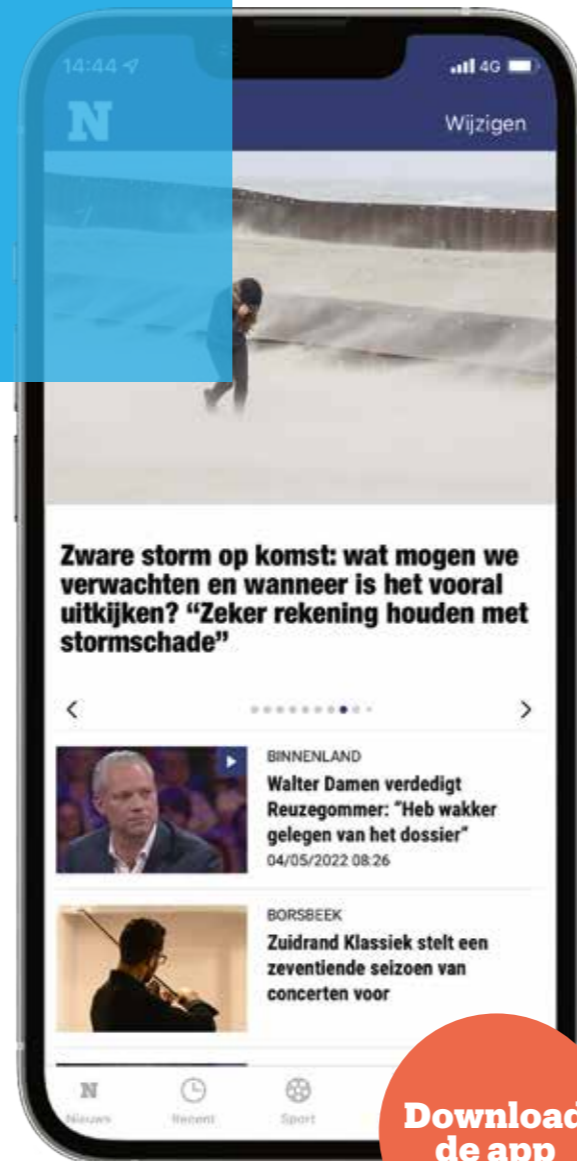 14:44
4G
N
Wijzigen
Zware storm op komst: wat mogen we
verwachten en wanneer is het vooral
uitkijken? “Zeker rekening houden met
stormschade”
BINNENLAND
Walter Damen verdedigt
Reuzegommer: “Heb wakker
gelegen van het dossier”
04/05/2022 08:26
BORSBEEK
Zuidrand Klassiek stelt een
zeventiende seizoen van
concerten voor
N
Nieuws
Recent
Sport
Download
de app